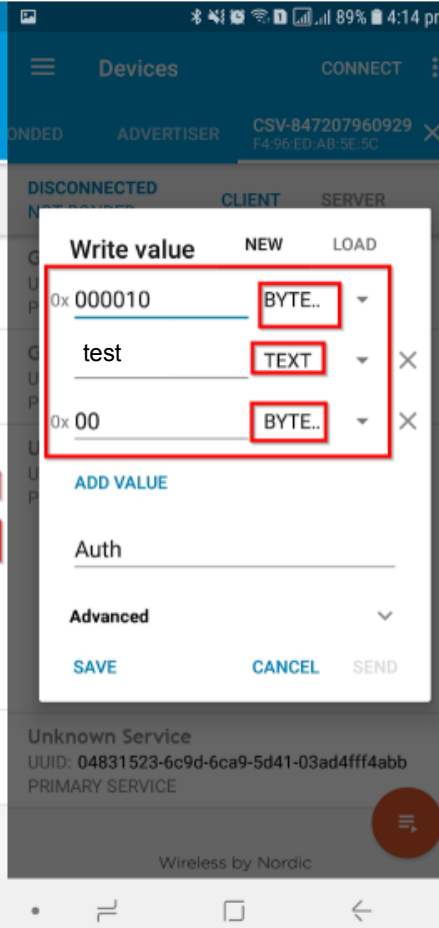 89% 4:14 pm
Devices CONNECT
ONDED ADVERTISER CSV-847207960929
F4:96:ED:AB:5E:5C
DISCONNECTED
CLIENT SERVER
Write value NEW LOAD
0x 000010 BYTE..
test TEXT
0x 00 BYTE..
ADD VALUE
Auth
Advanced
SAVE CANCEL SEND
Unknown Service
UUID: 04831523-6c9d-6ca9-5d41-03ad4fff4abb
PRIMARY SERVICE
Wireless by Nordic